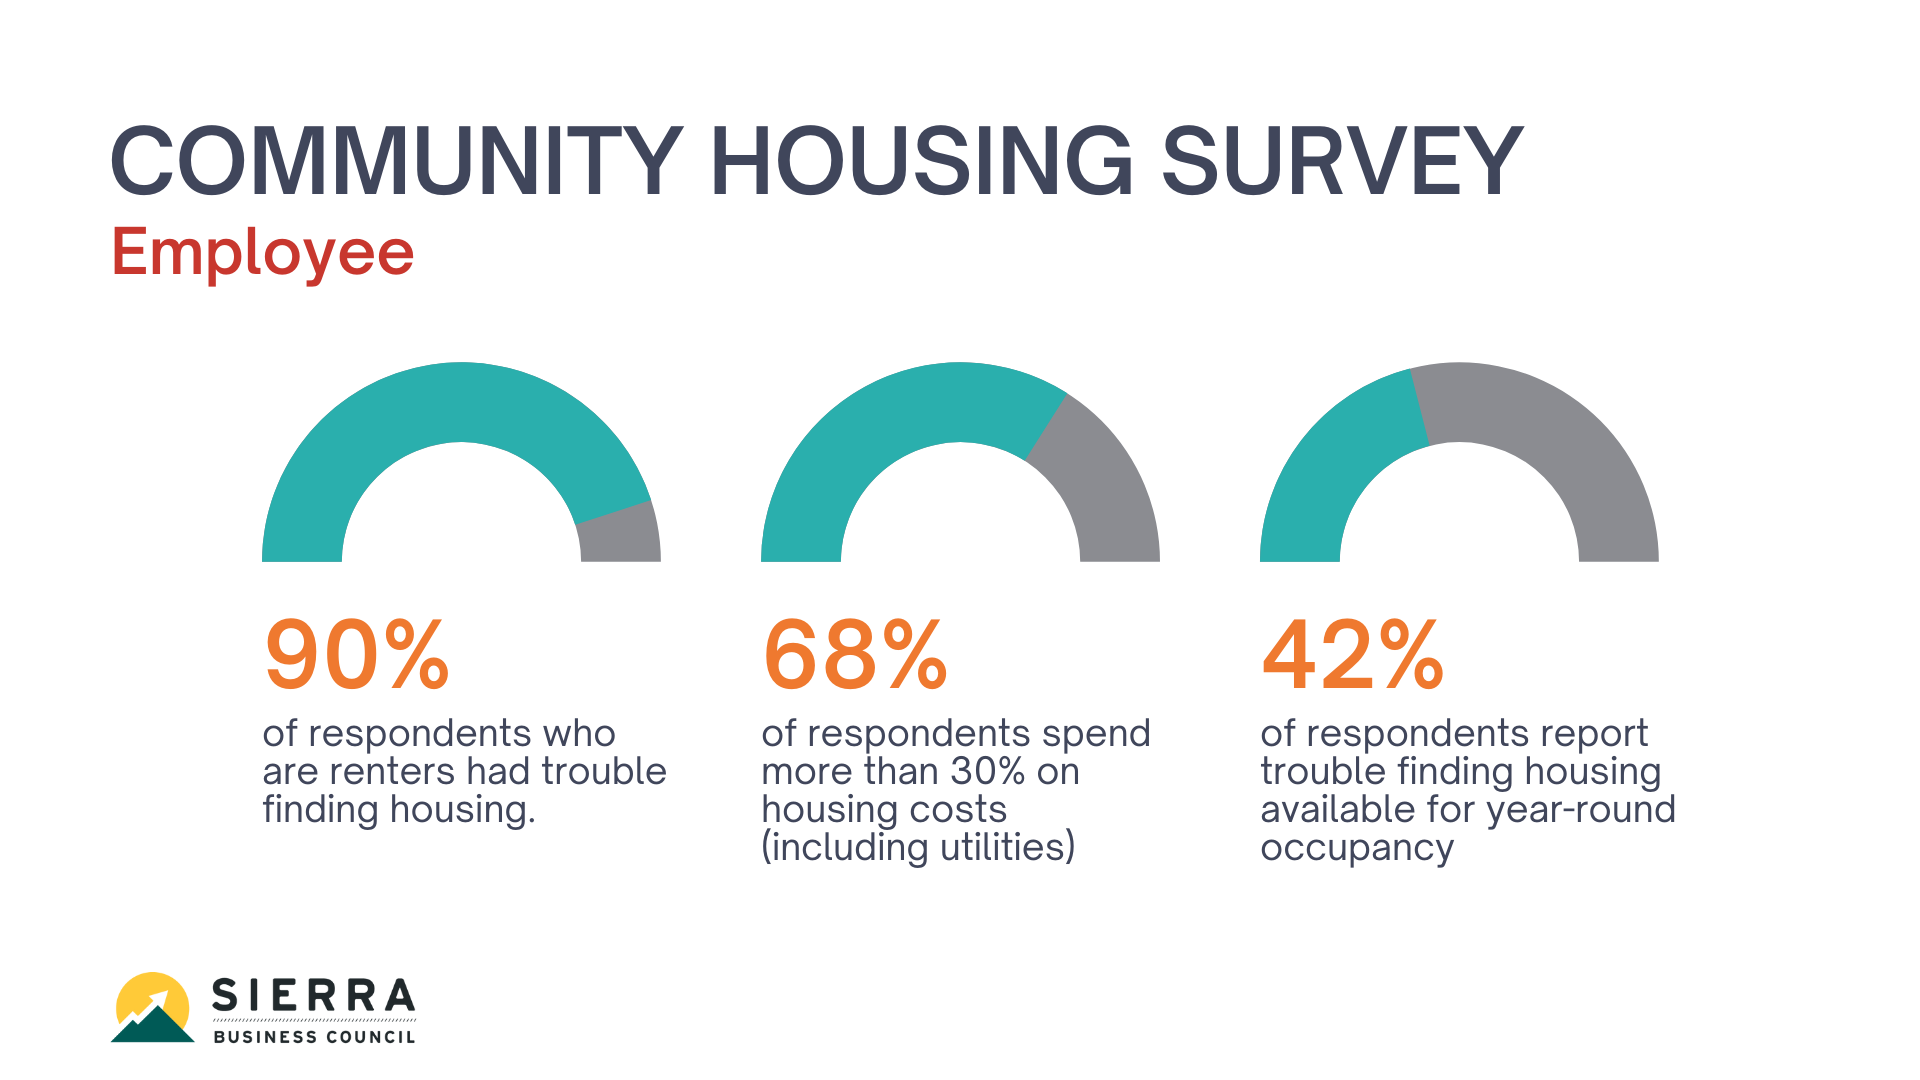 COMMUNITY HOUSING SURVEY
Employee
90%
of respondents who
are renters had trouble
finding housing.
68%
of respondents spend
more than 30% on
housing costs
(including utilities)
42%
of respondents report
trouble finding housing
available for year-round
occupancy
SIERRA
BUSINESS COUNCIL